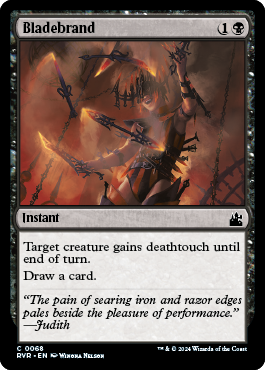 Bladebrand 1
Instant
Target creature gains deathtouch until
end of turn.
Draw a card.
“The pain of searing iron and razor edges
pales beside the pleasure of performance.”
—Judith
C 0068
RVR • EN Winona Nelson
™ & © 2024 Wizards of the Coast